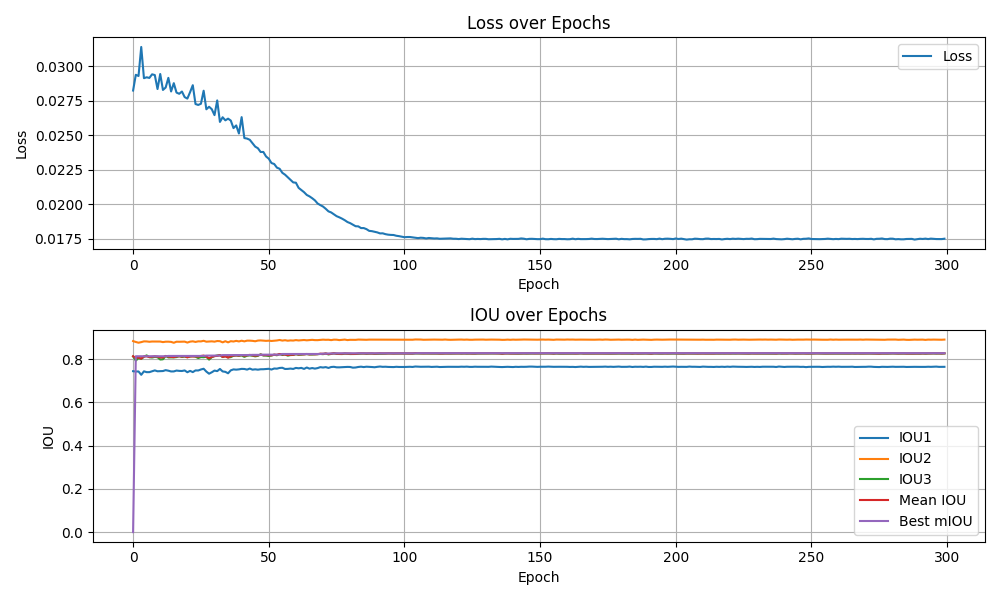 Loss over Epochs
0.0300
0.0275
0.0250
0.0225
0.0200
0.0175
Loss
Loss
0 50 100 150 200 250 300
Epoch
IOU over Epochs
0.8
0.6
0.4
0.2
0.0
IOU
IOU1
IOU2
IOU3
Mean IOU
Best mIOU
0 50 100 150 200 250 300
Epoch